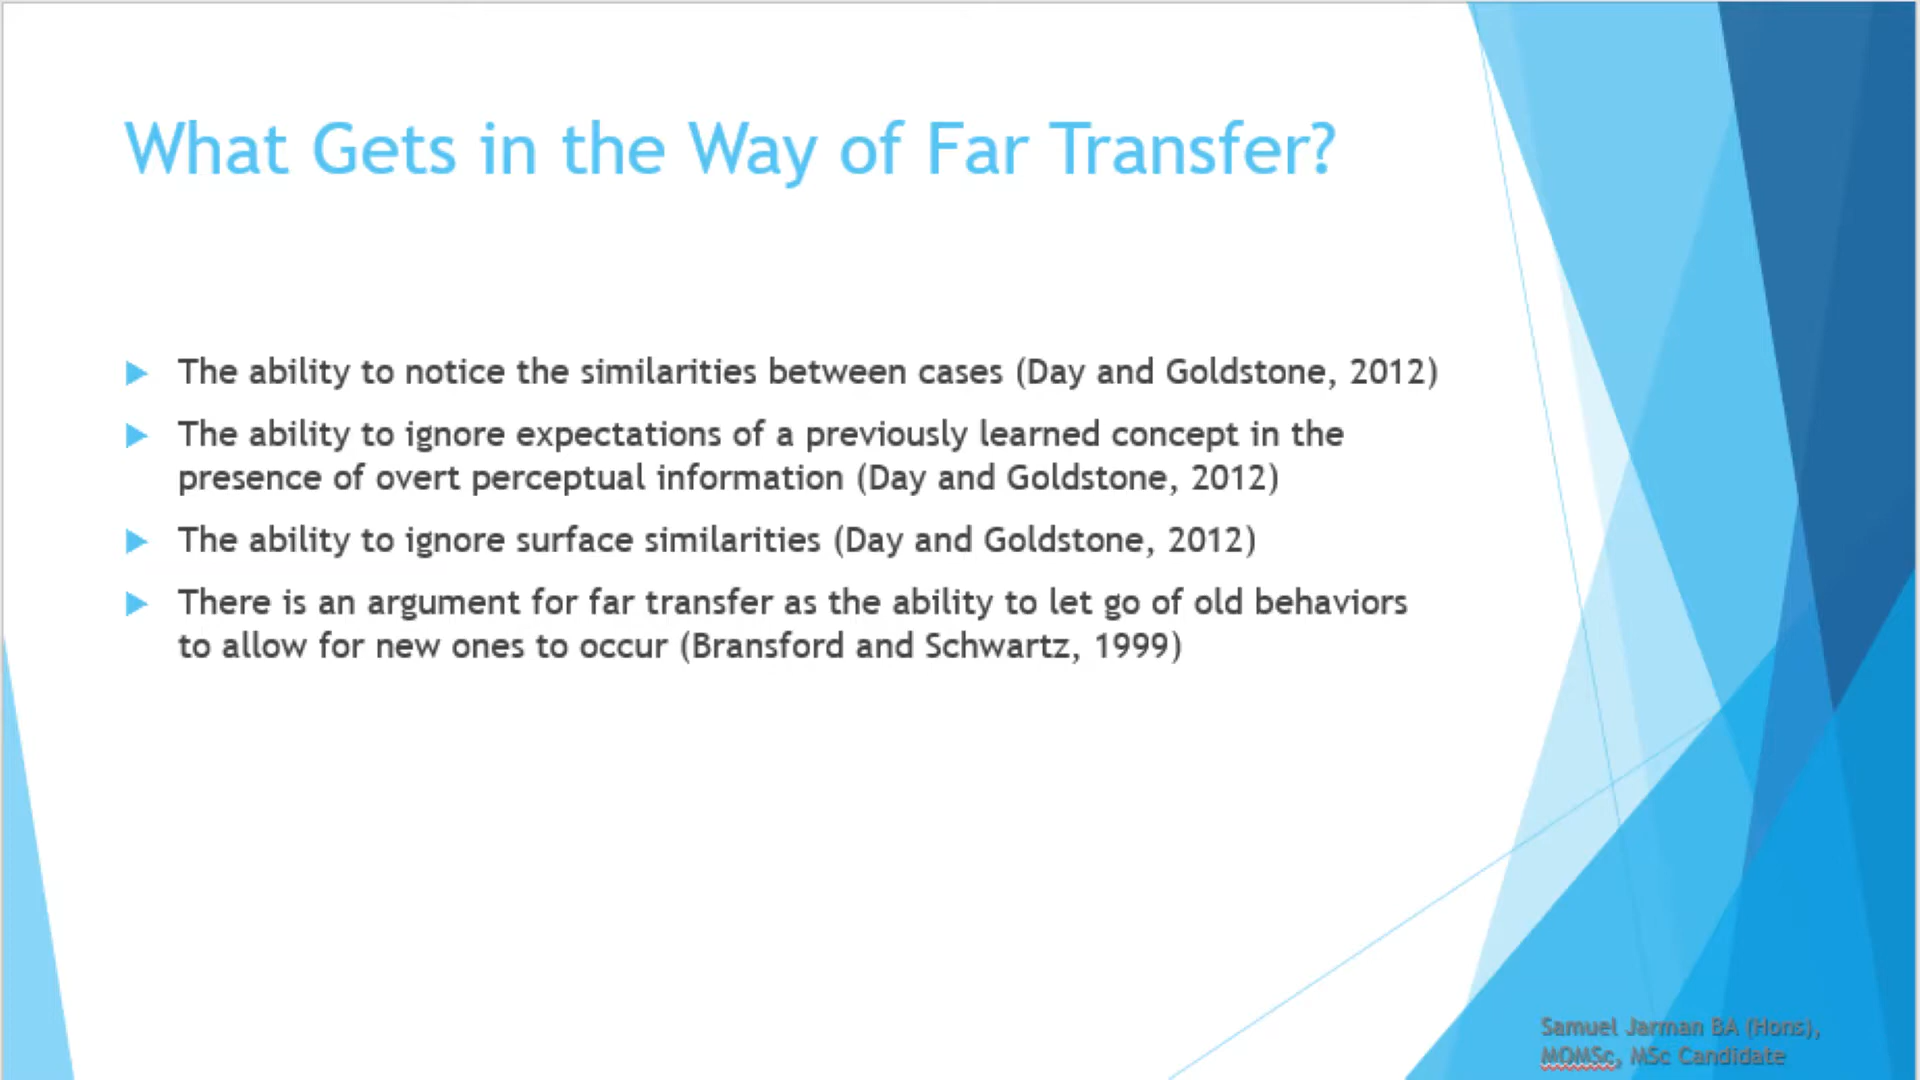 What Gets in the Way of Far Transfer?
The ability to notice the similarities between cases (Day and Goldstone, 2012)
The ability to ignore expectations of a previously learned concept in the
presence of overt perceptual information (Day and Goldstone, 2012)
The ability to ignore surface similarities (Day and Goldstone, 2012)
There is an argument for far transfer as the ability to let go of old behaviors
to allow for new ones to occur (Bransford and Schwartz, 1999)
Samuel Jarman BA (Hons),
MOMSc, MSc Candidate